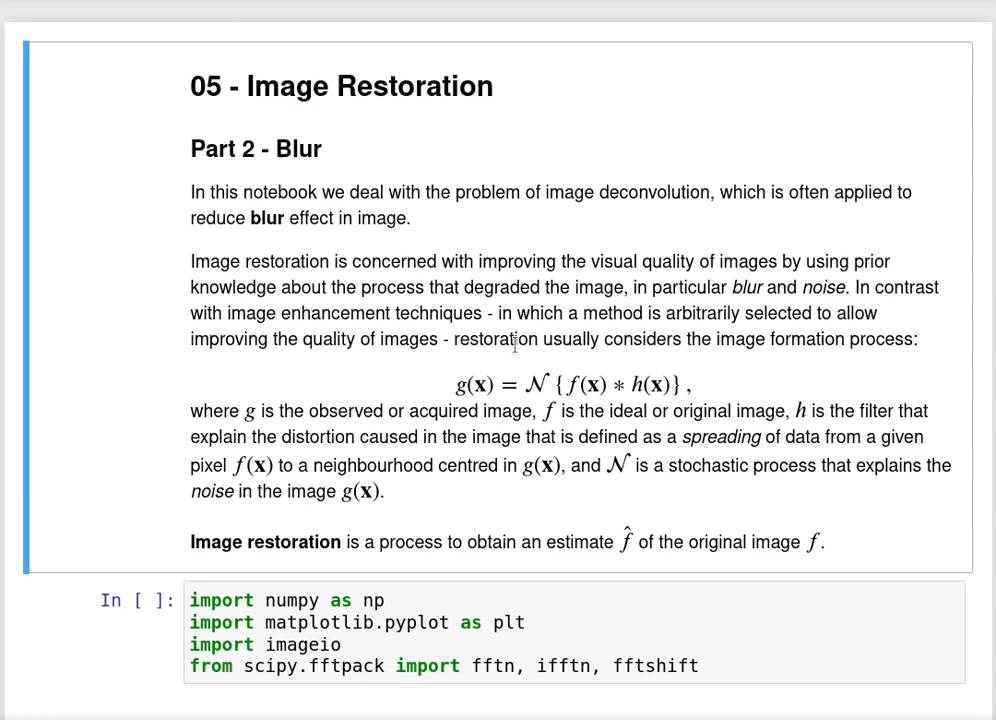 05 - Image Restoration
Part 2 - Blur
In this notebook we deal with the problem of image deconvolution, which is often applied to
reduce blur effect in image.
Image restoration is concerned with improving the visual quality of images by using prior
knowledge about the process that degraded the image, in particular blur and noise. In contrast
with image enhancement techniques - in which a method is arbitrarily selected to allow
improving the quality of images - restoration usually considers the image formation process:
g(x) = 𝒩 {f(x) ∗ h(x)} ,
where g is the observed or acquired image, f is the ideal or original image, h is the filter that
explain the distortion caused in the image that is defined as a spreading of data from a given
pixel f(x) to a neighbourhood centred in g(x), and 𝒩 is a stochastic process that explains the
noise in the image g(x).
Image restoration is a process to obtain an estimate f̂ of the original image f.
In [ ]: import numpy as np
import matplotlib.pyplot as plt
import imageio
from scipy.fftpack import fftn, ifftn, fftshift